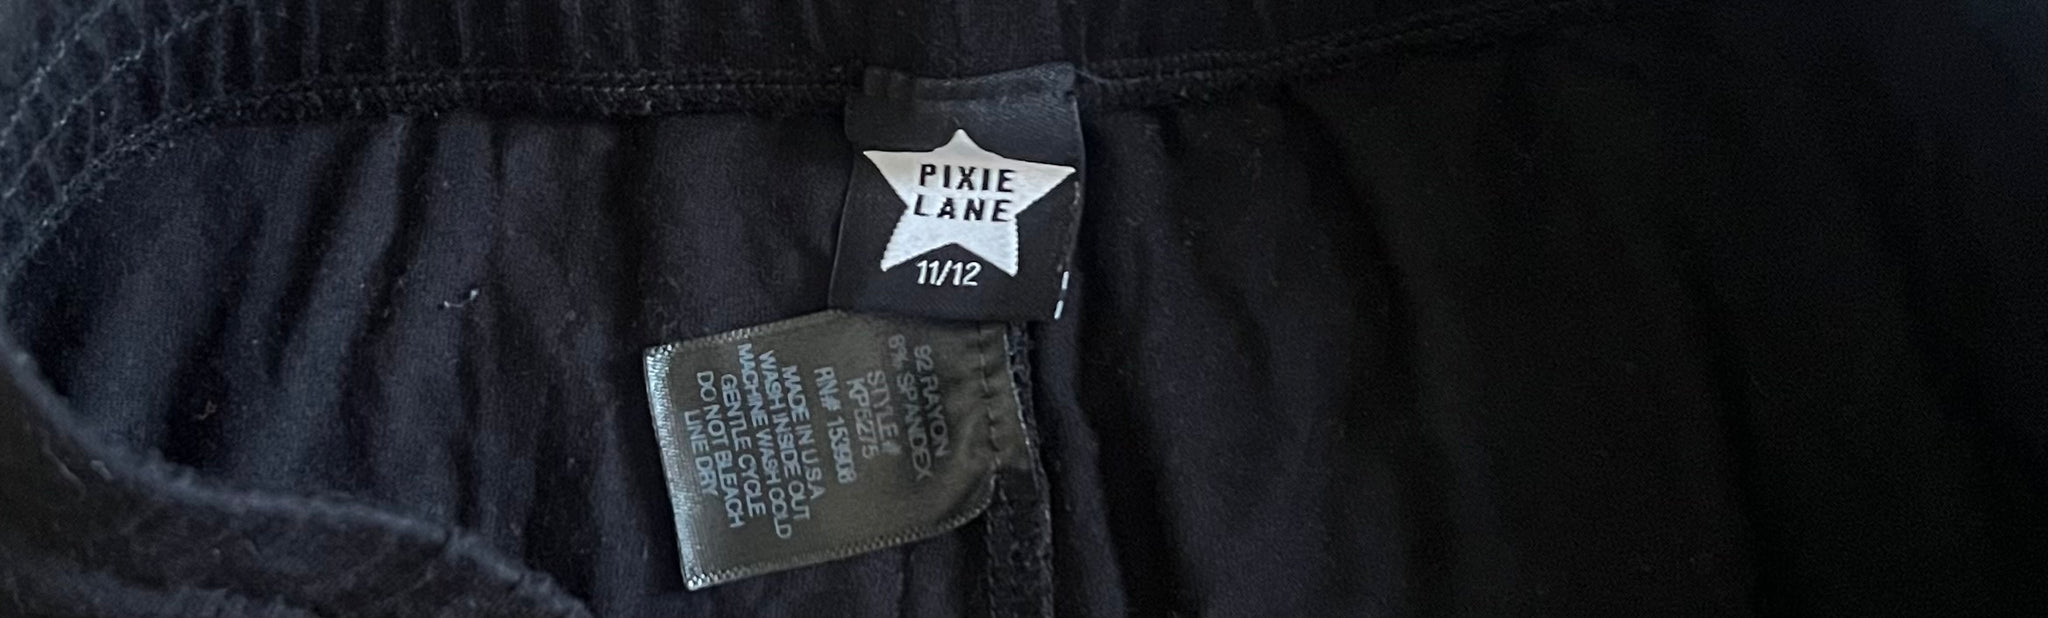 PIXIE
LANE
11/12
92 RAYON
8% SPANDEX
STYLE #
KP5275
RN# 153908
MADE IN U.S.A
WASH INSIDE OUT
MACHINE WASH COLD
GENTLE CYCLE
DO NOT BLEACH
LINE DRY